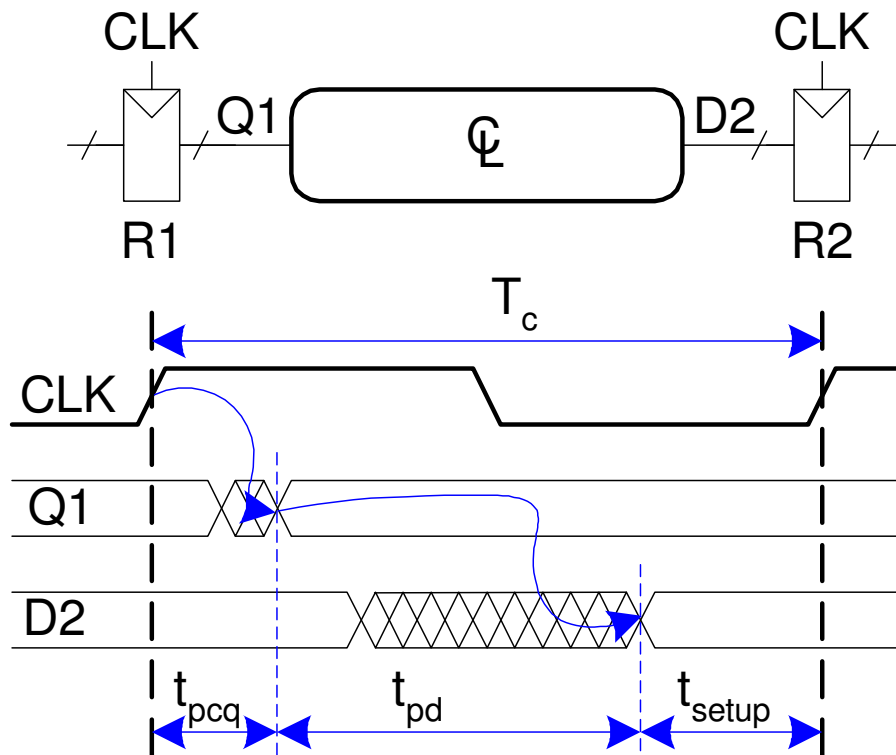 CLK CLK
Q1 CL D2
R1 R2
Tc
CLK
Q1
D2
tpcq tpd tsetup